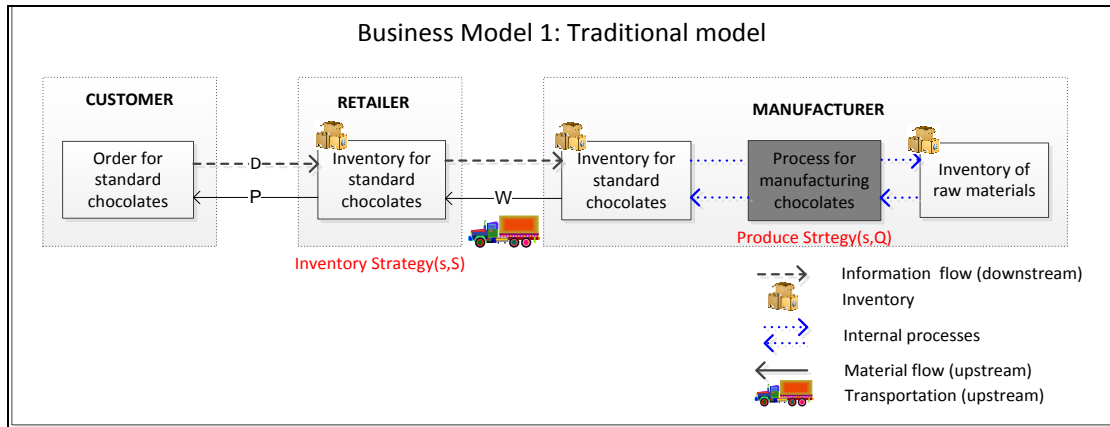 Business Model 1: Traditional model
CUSTOMER
RETAILER
MANUFACTURER
Order for
standard
chocolates
D
P
Inventory for
standard
chocolates
W
Inventory for
standard
chocolates
Process for
manufacturing
chocolates
Inventory of
raw materials
Inventory Strategy(s,S)
Produce Strtegy(s,Q)
Information flow (downstream)
Inventory
Internal processes
Material flow (upstream)
Transportation (upstream)